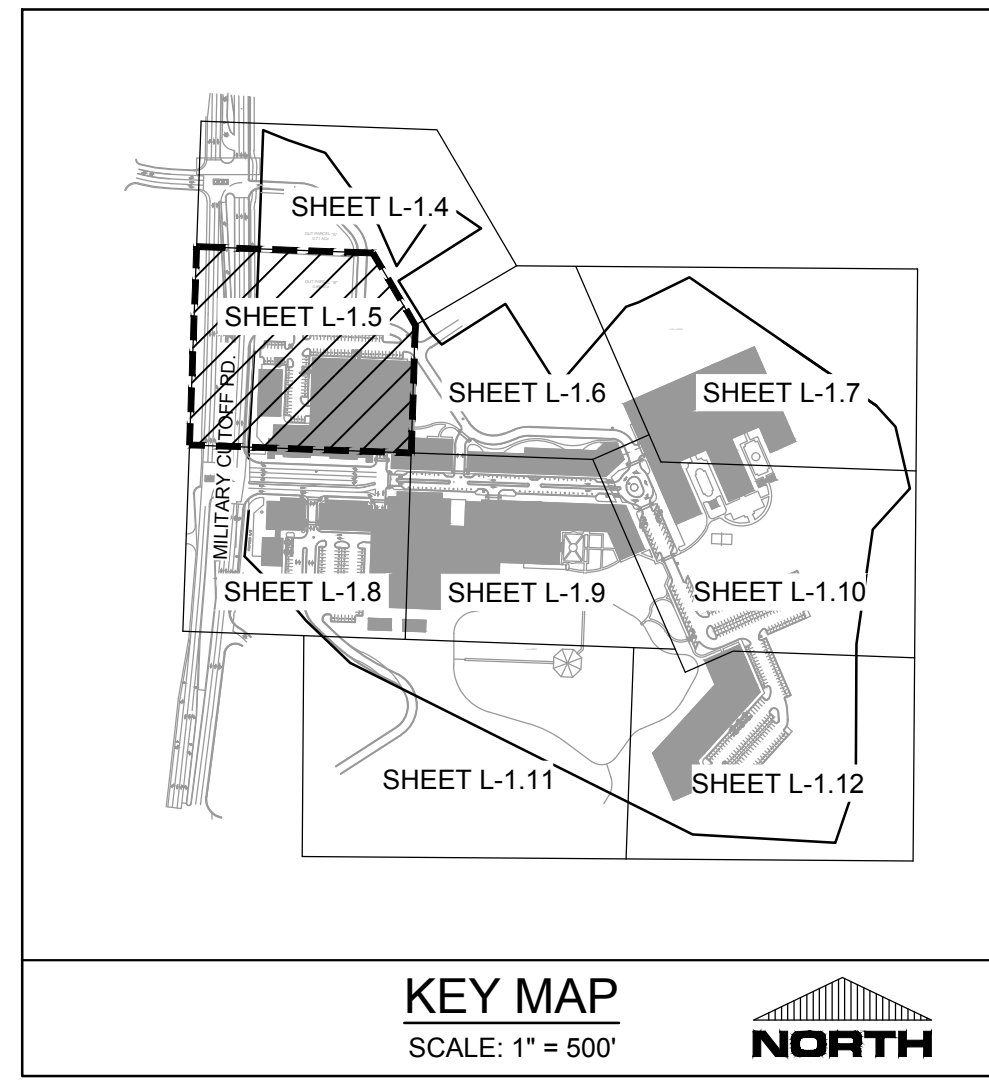 SHEET L-1.4
SHEET L-1.5
SHEET L-1.6
SHEET L-1.7
MILITARY CUTOFF RD.
SHEET L-1.8
SHEET L-1.9
SHEET L-1.10
SHEET L-1.11
SHEET L-1.12
KEY MAP
SCALE: 1" = 500'
NORTH